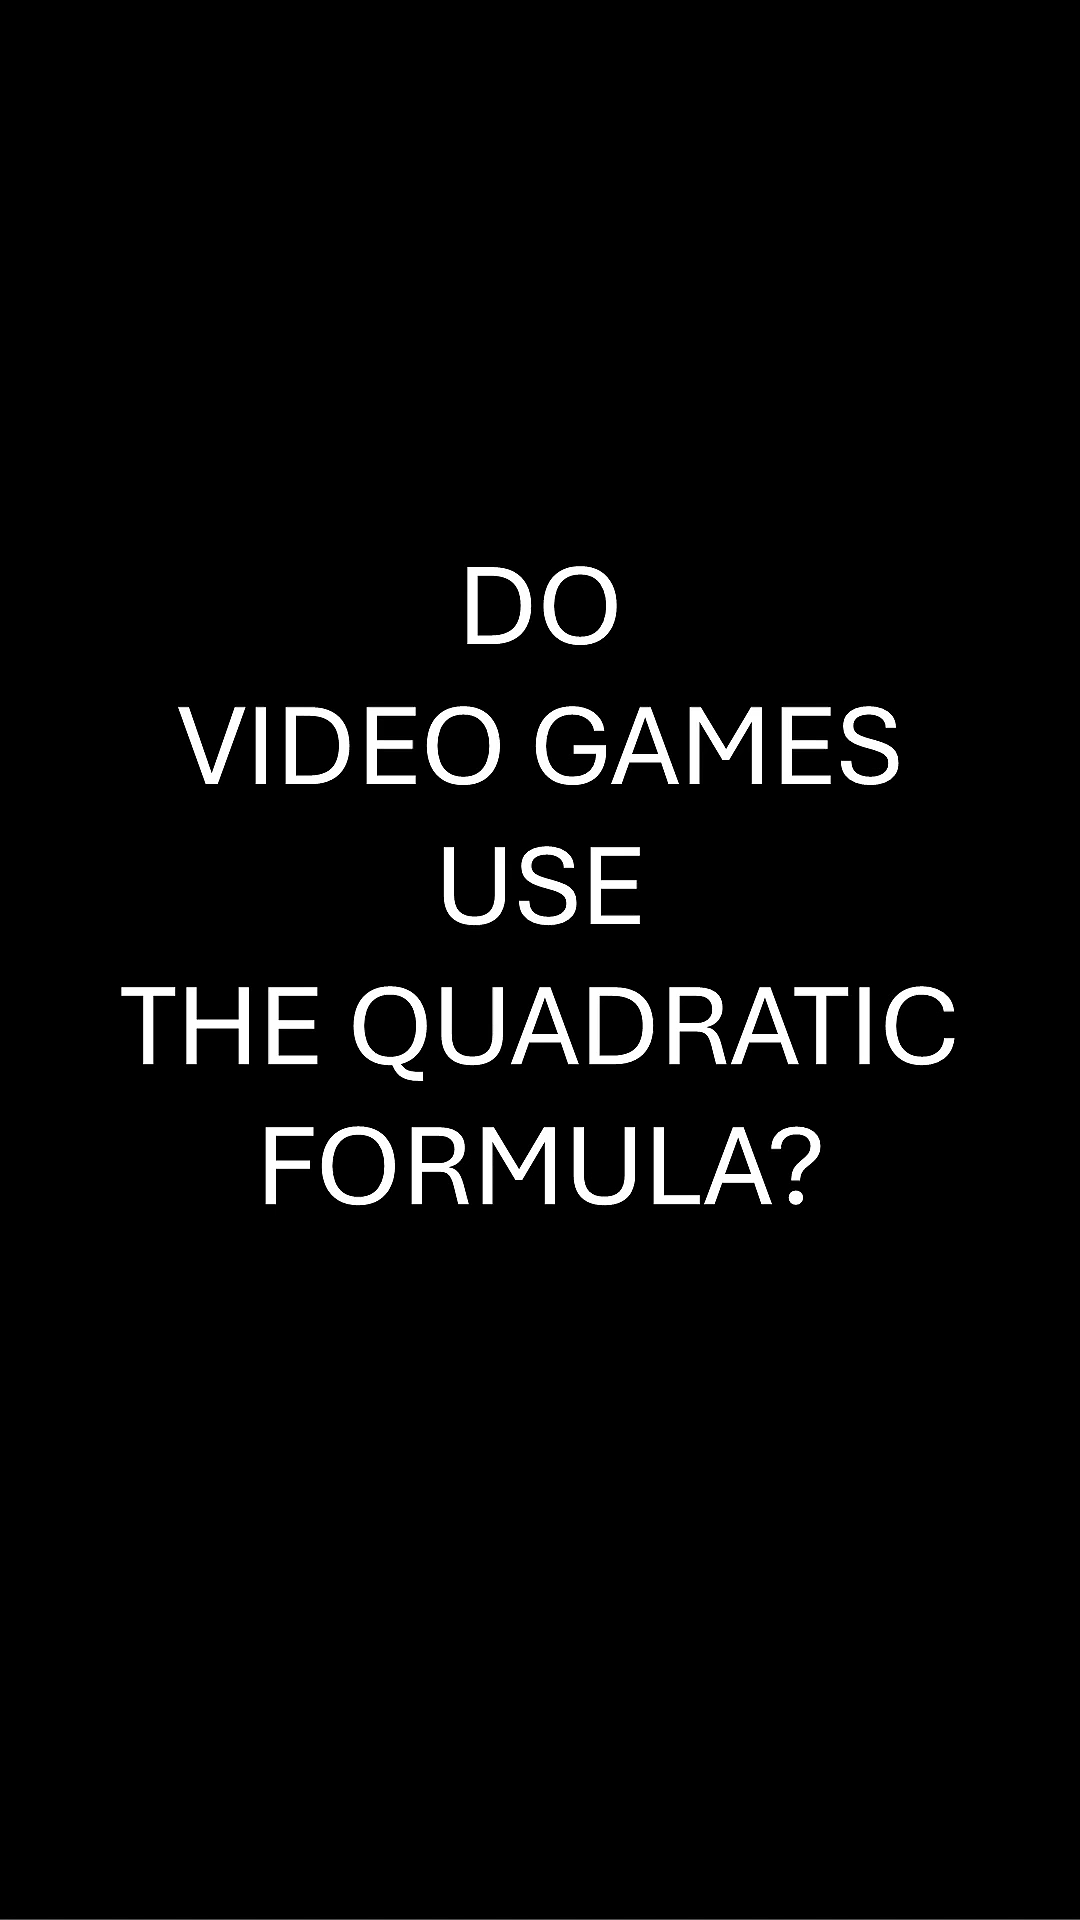 DO
VIDEO GAMES
USE
THE QUADRATIC
FORMULA?